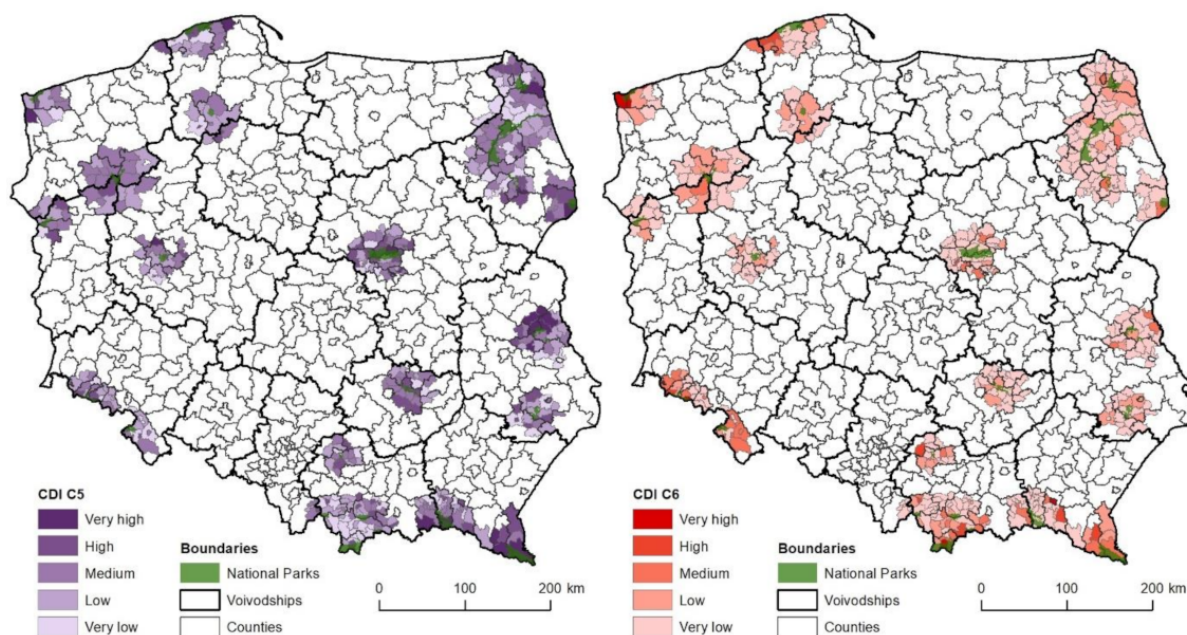 CDI C5
Very high
High
Medium
Low
Very low
Boundaries
National Parks
Voivodships
Counties
0 100 200 km
CDI C6
Very high
High
Medium
Low
Very low
Boundaries
National Parks
Voivodships
Counties
0 100 200 km